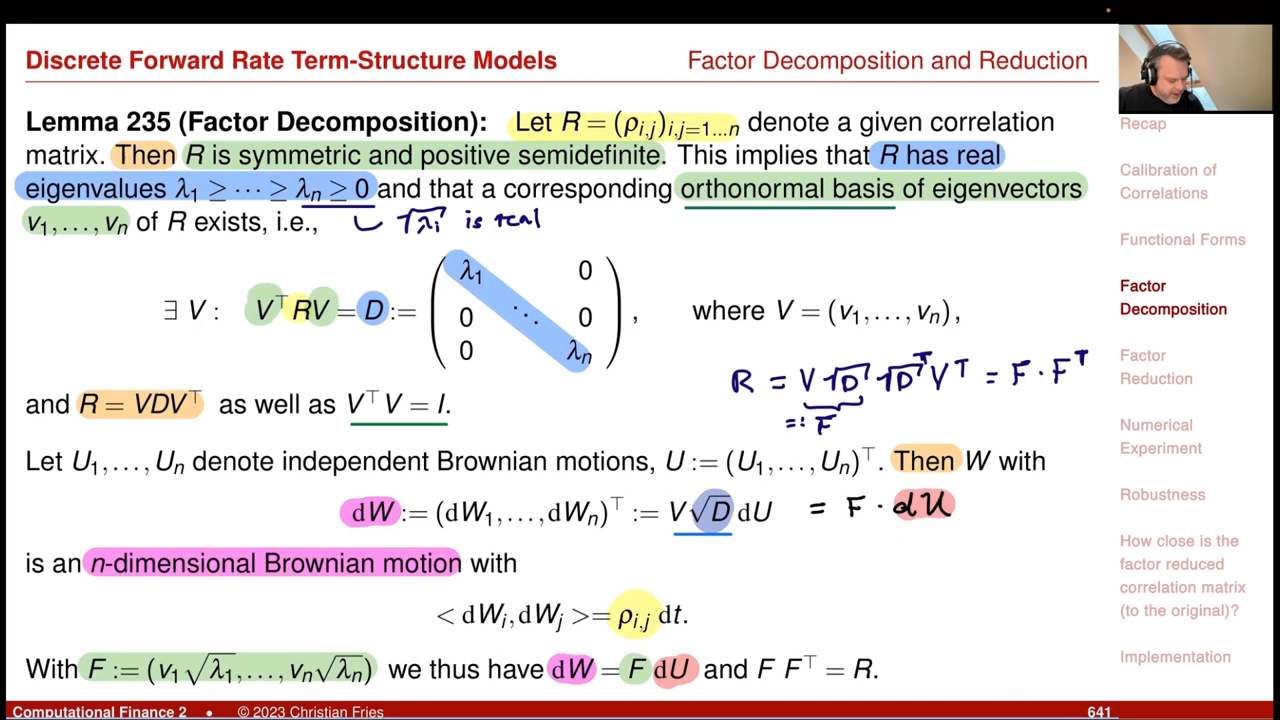 Discrete Forward Rate Term-Structure Models
Factor Decomposition and Reduction
Lemma 235 (Factor Decomposition): Let R = (ρi,j)i,j=1...n denote a given correlation
matrix. Then R is symmetric and positive semidefinite. This implies that R has real
eigenvalues λ1 ≥ ⋯ ≥ λn ≥ 0 and that a corresponding orthonormal basis of eigenvectors
v1,…,vn of R exists, i.e., √λi is real
∃ V : V⊤RV = D := ( λ1 0
0 ⋱ 0
0 λn ), where V = (v1,…,vn),
R = V√D √D⊤ V⊤ = F · F⊤
=: F
and R = VDV⊤ as well as V⊤V = I.
Let U1,…,Un denote independent Brownian motions, U := (U1,…,Un)⊤. Then W with
dW := (dW1,…,dWn)⊤ := V√D dU = F · dU
is an n-dimensional Brownian motion with
< dWi, dWj >= ρi,j dt.
With F := (v1√λ1,…,vn√λn) we thus have dW = F dU and F F⊤ = R.
Recap
Calibration of
Correlations
Functional Forms
Factor
Decomposition
Factor
Reduction
Numerical
Experiment
Robustness
How close is the
factor reduced
correlation matrix
(to the original)?
Implementation
Computational Finance 2 • © 2023 Christian Fries
641